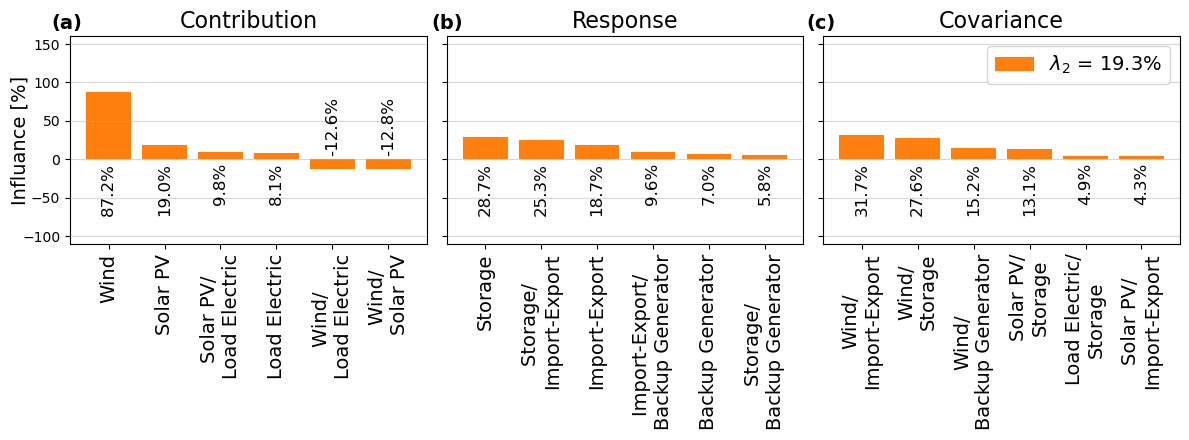 (a) Contribution
(b) Response
(c) Covariance
Influance [%]
150
100
50
0
−50
−100
87.2%
19.0%
9.8%
8.1%
-12.6%
-12.8%
Wind
Solar PV
Solar PV/
Load Electric
Load Electric
Wind/
Load Electric
Wind/
Solar PV
28.7%
25.3%
18.7%
9.6%
7.0%
5.8%
Storage
Storage/
Import-Export
Import-Export
Import-Export/
Backup Generator
Backup Generator
Storage/
Backup Generator
λ2 = 19.3%
31.7%
27.6%
15.2%
13.1%
4.9%
4.3%
Wind/
Import-Export
Wind/
Storage
Wind/
Backup Generator
Solar PV/
Storage
Load Electric/
Storage
Solar PV/
Import-Export